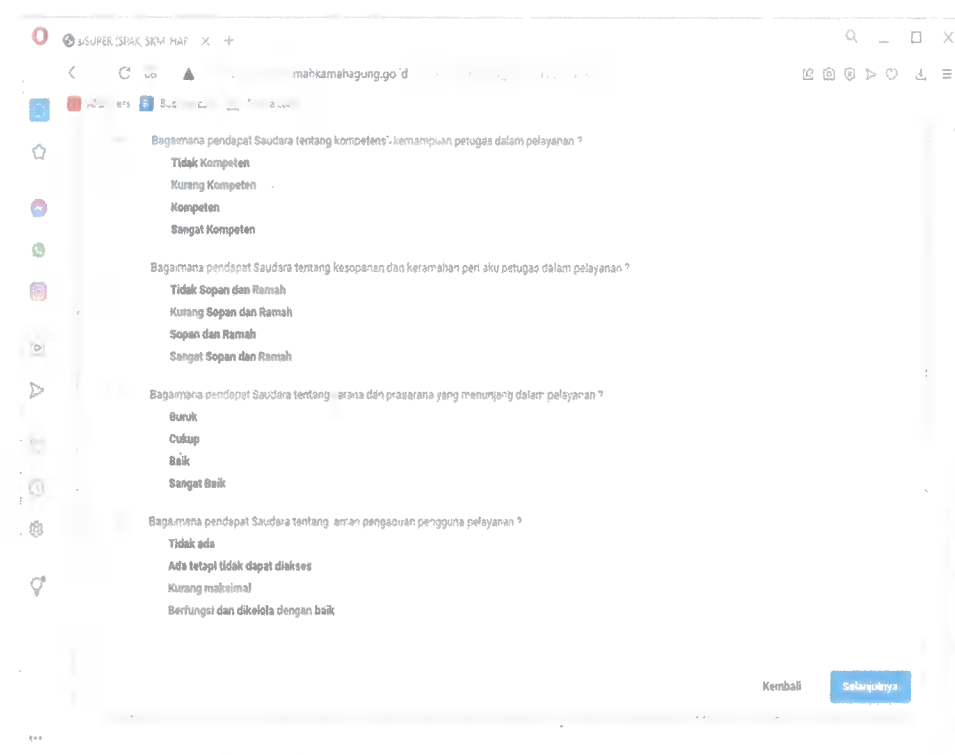 SUPER (SPAK, SKM, HAP
mahkamahagung.go.id
Bagaimana pendapat Saudara tentang kompetensi/kemampuan petugas dalam pelayanan ?
Tidak Kompeten
Kurang Kompeten
Kompeten
Sangat Kompeten
Bagaimana pendapat Saudara tentang kesopanan dan keramahan perilaku petugas dalam pelayanan ?
Tidak Sopan dan Ramah
Kurang Sopan dan Ramah
Sopan dan Ramah
Sangat Sopan dan Ramah
Bagaimana pendapat Saudara tentang sarana dan prasarana yang menunjang dalam pelayanan ?
Buruk
Cukup
Baik
Sangat Baik
Bagaimana pendapat Saudara tentang pengaduan pengguna pelayanan ?
Tidak ada
Ada tetapi tidak dapat diakses
Kurang maksimal
Berfungsi dan dikelola dengan baik
Kembali
Selanjutnya